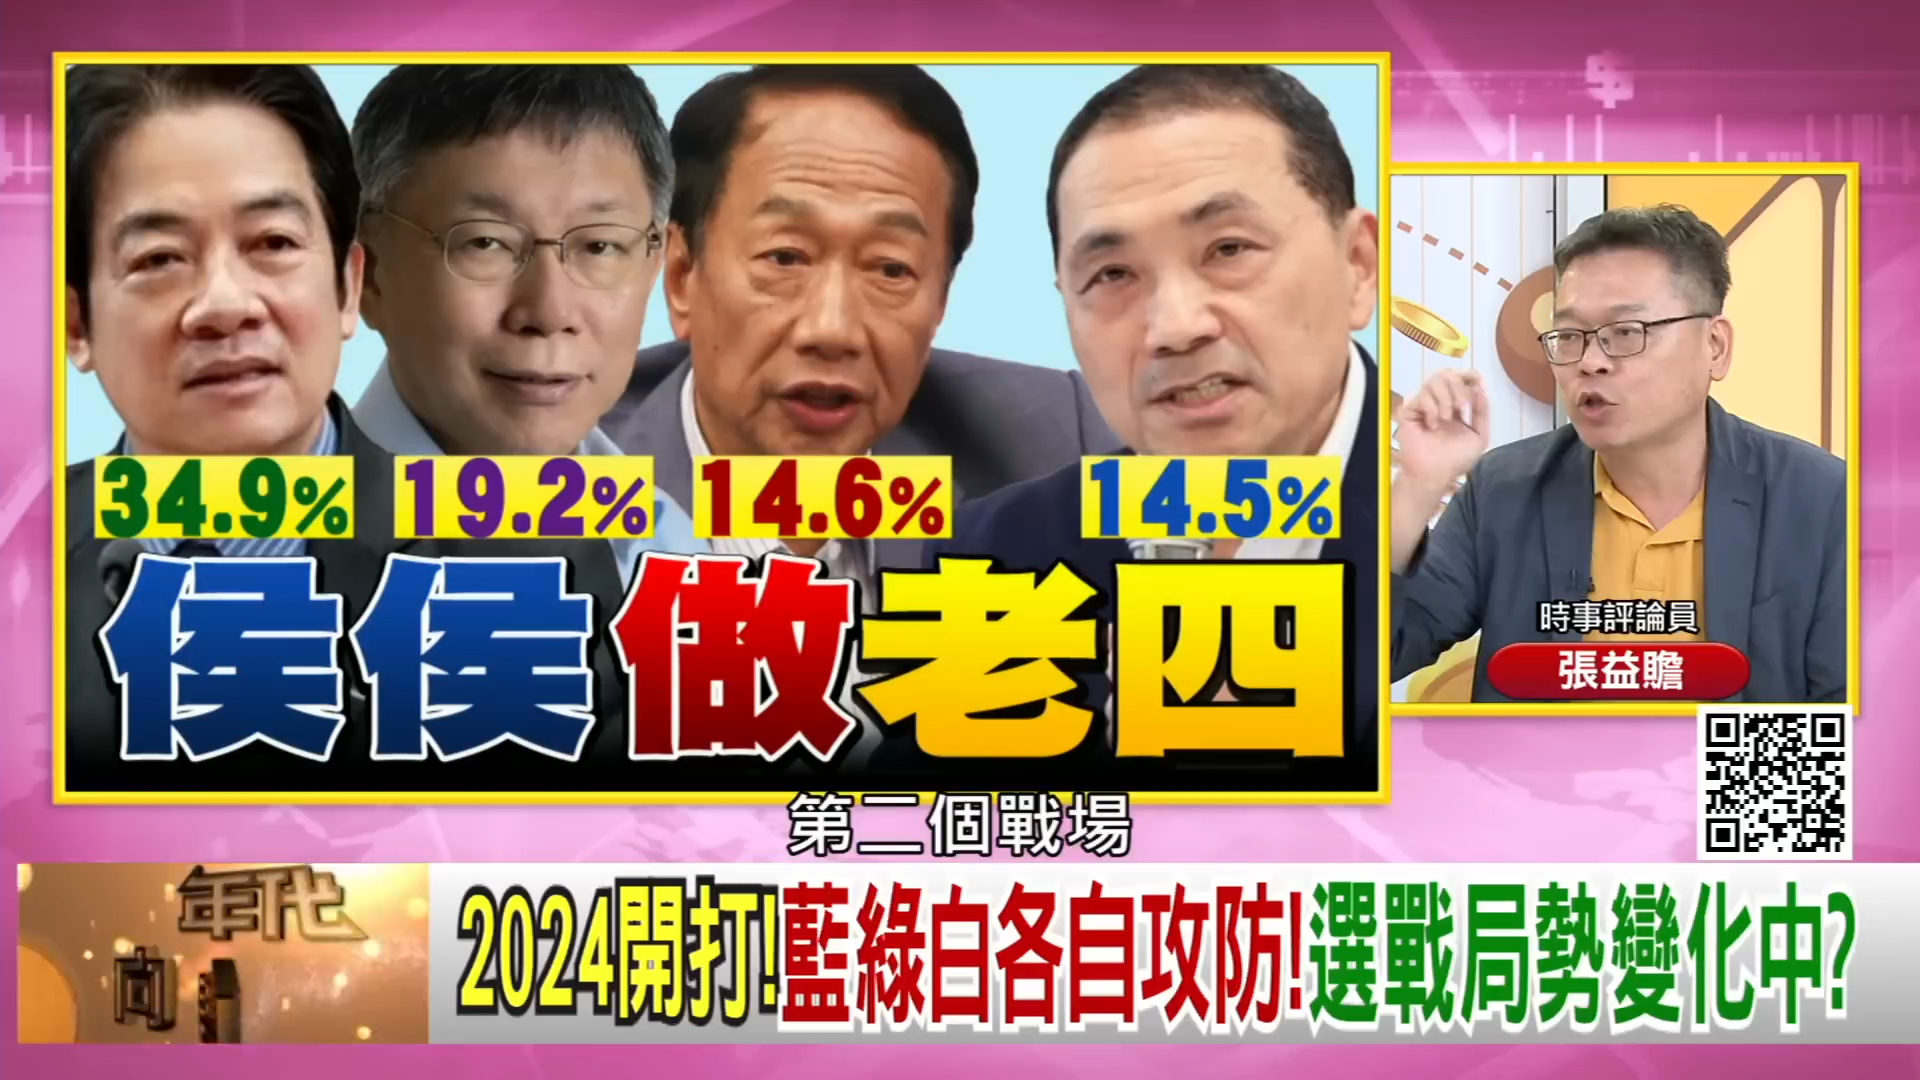 34.9% 19.2% 14.6% 14.5%
侯侯做老四
時事評論員
張益贍
第二個戰場
年代
向
2024開打!藍綠白各自攻防!選戰局勢變化中?